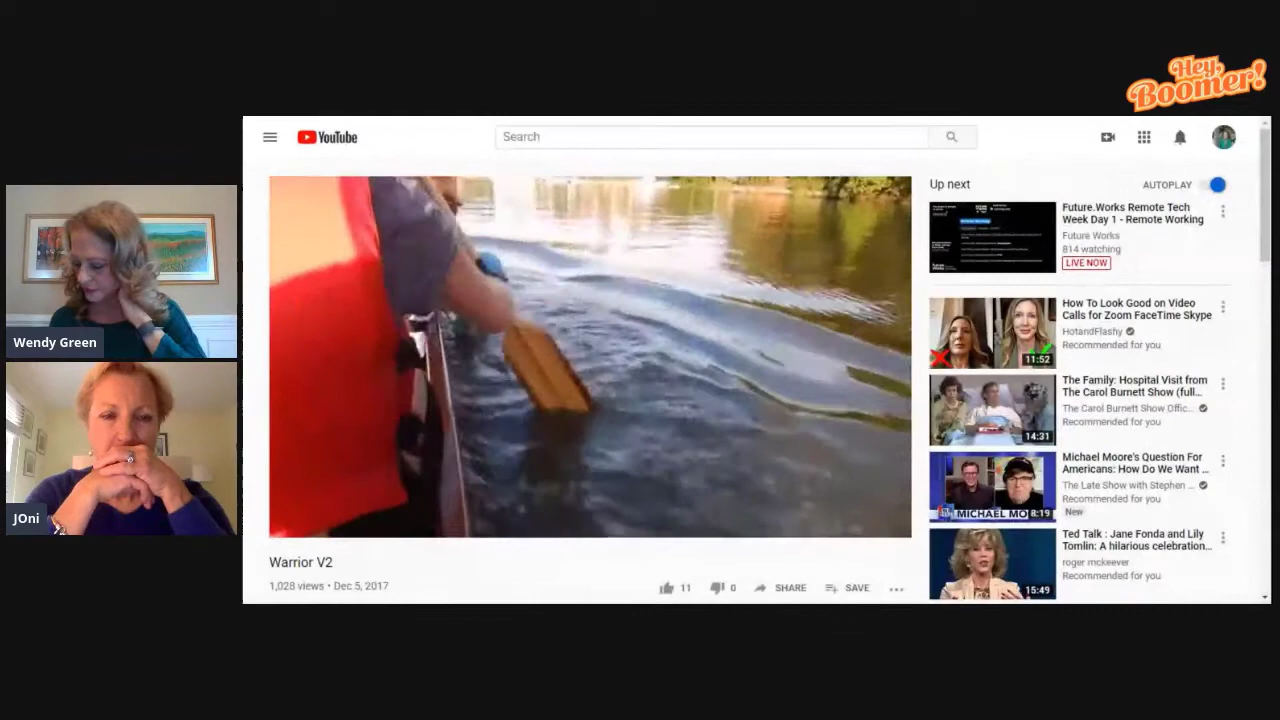 Hey,
Boomer!
YouTube
Search
Wendy Green
JOni
Warrior V2
1,028 views • Dec 5, 2017
11
0
SHARE
SAVE
Up next
AUTOPLAY
Future.Works Remote Tech
Week Day 1 - Remote Working
Future Works
814 watching
LIVE NOW
How To Look Good on Video
Calls for Zoom FaceTime Skype
HotandFlashy
Recommended for you
11:52
The Family: Hospital Visit from
The Carol Burnett Show (full...
The Carol Burnett Show Offic...
Recommended for you
14:31
Michael Moore's Question For
Americans: How Do We Want ...
The Late Show with Stephen ...
Recommended for you
New
MICHAEL MO
8:19
Ted Talk : Jane Fonda and Lily
Tomlin: A hilarious celebration...
roger mckeever
Recommended for you
15:49